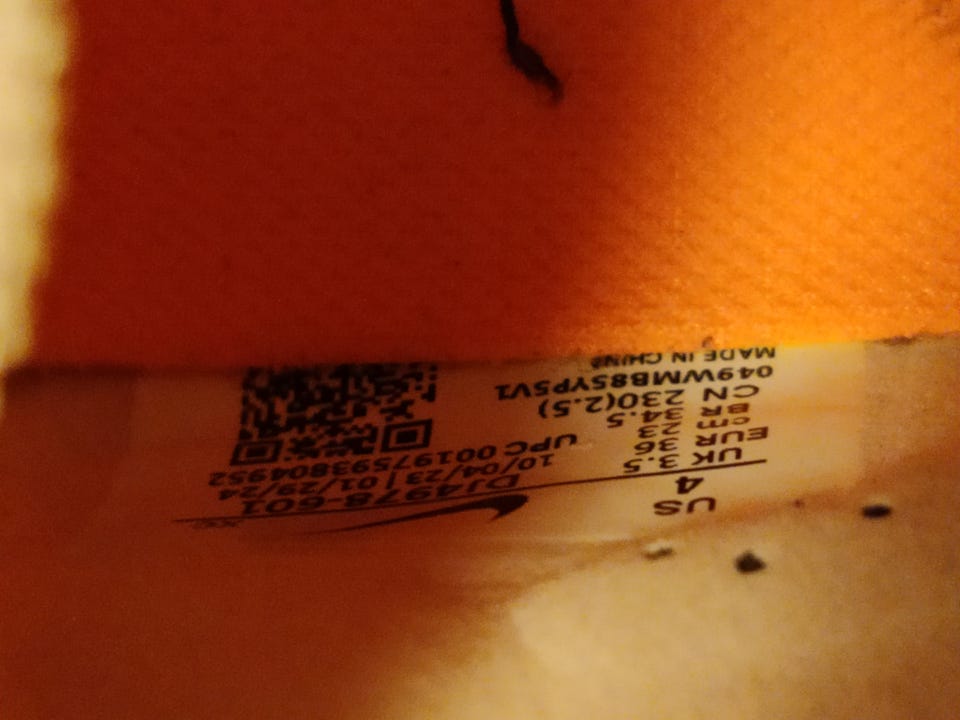 US
4
UK 3.5
EUR 36
cm 23
BR 34.5
CN 230(2.5)
049WMB8SYP5V1
MADE IN CHINA
DJ4978-601
10/04/23 | 01/29/24
UPC 00197593804952